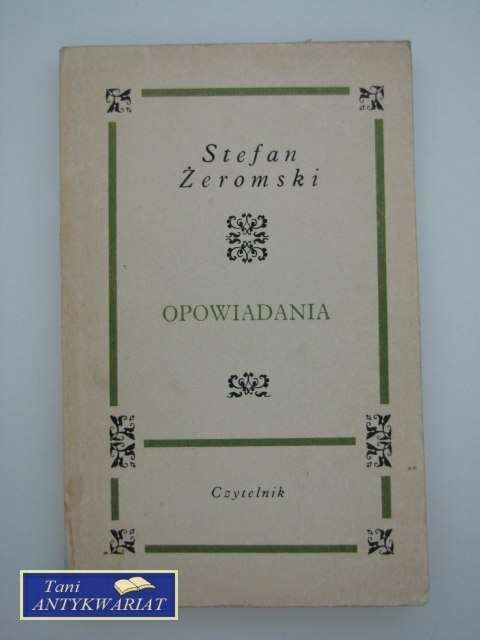 Stefan
Żeromski
OPOWIADANIA
Czytelnik
Tani
ANTYKWARIAT